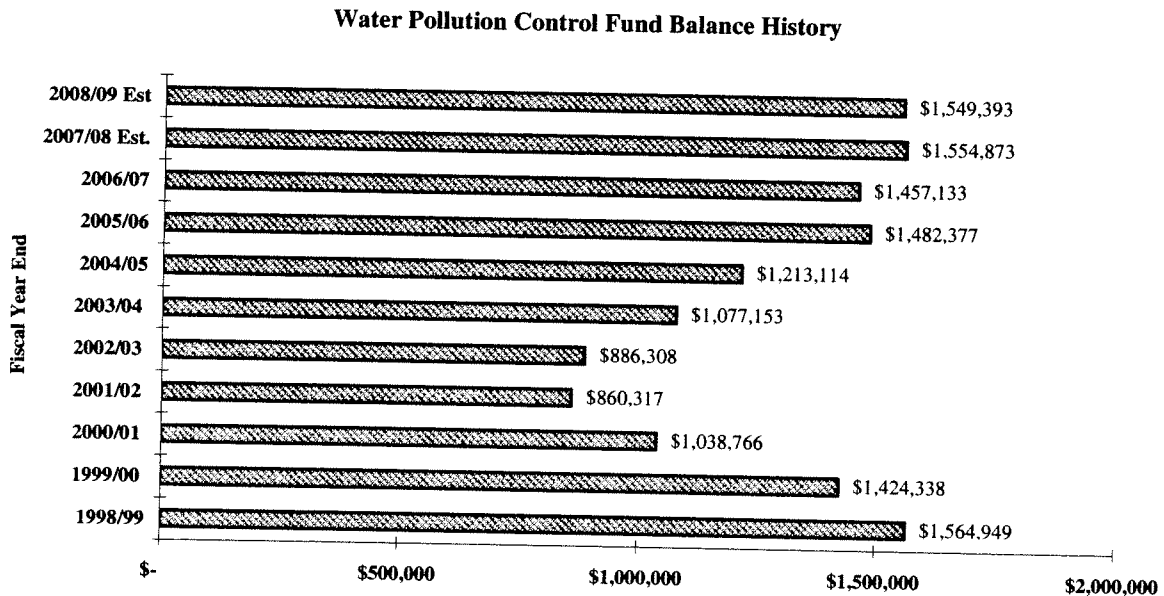 Water Pollution Control Fund Balance History
Fiscal Year End
2008/09 Est $1,549,393
2007/08 Est. $1,554,873
2006/07 $1,457,133
2005/06 $1,482,377
2004/05 $1,213,114
2003/04 $1,077,153
2002/03 $886,308
2001/02 $860,317
2000/01 $1,038,766
1999/00 $1,424,338
1998/99 $1,564,949
$- $500,000 $1,000,000 $1,500,000 $2,000,000